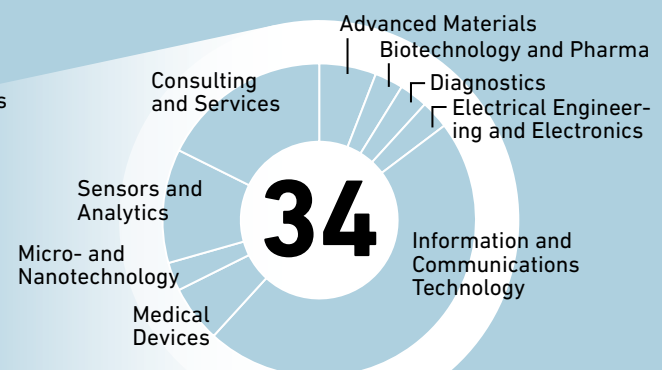 Advanced Materials
Biotechnology and Pharma
Diagnostics
Electrical Engineer-
ing and Electronics
Information and
Communications
Technology
Medical
Devices
Micro- and
Nanotechnology
Sensors and
Analytics
Consulting
and Services
34